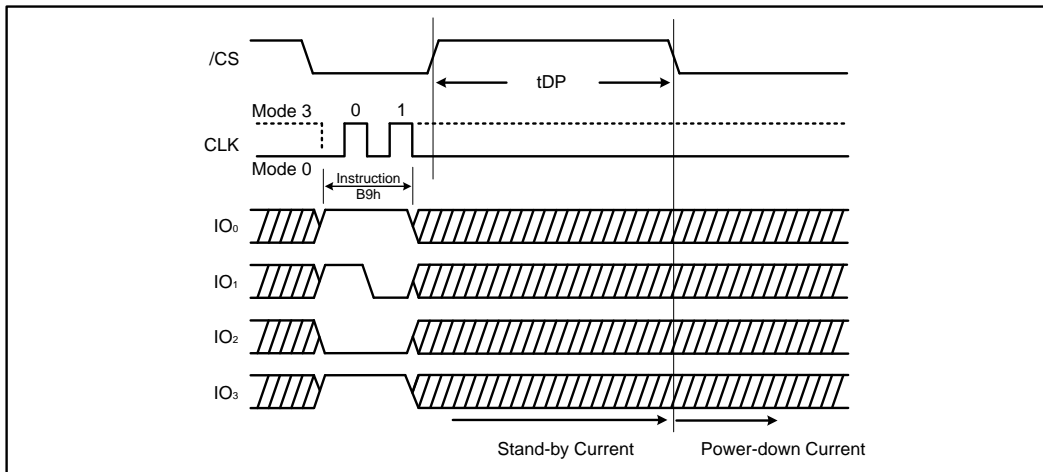 /CS
tDP
Mode 3
0 1
CLK
Mode 0
Instruction
B9h
IO₀
IO₁
IO₂
IO₃
Stand-by Current Power-down Current